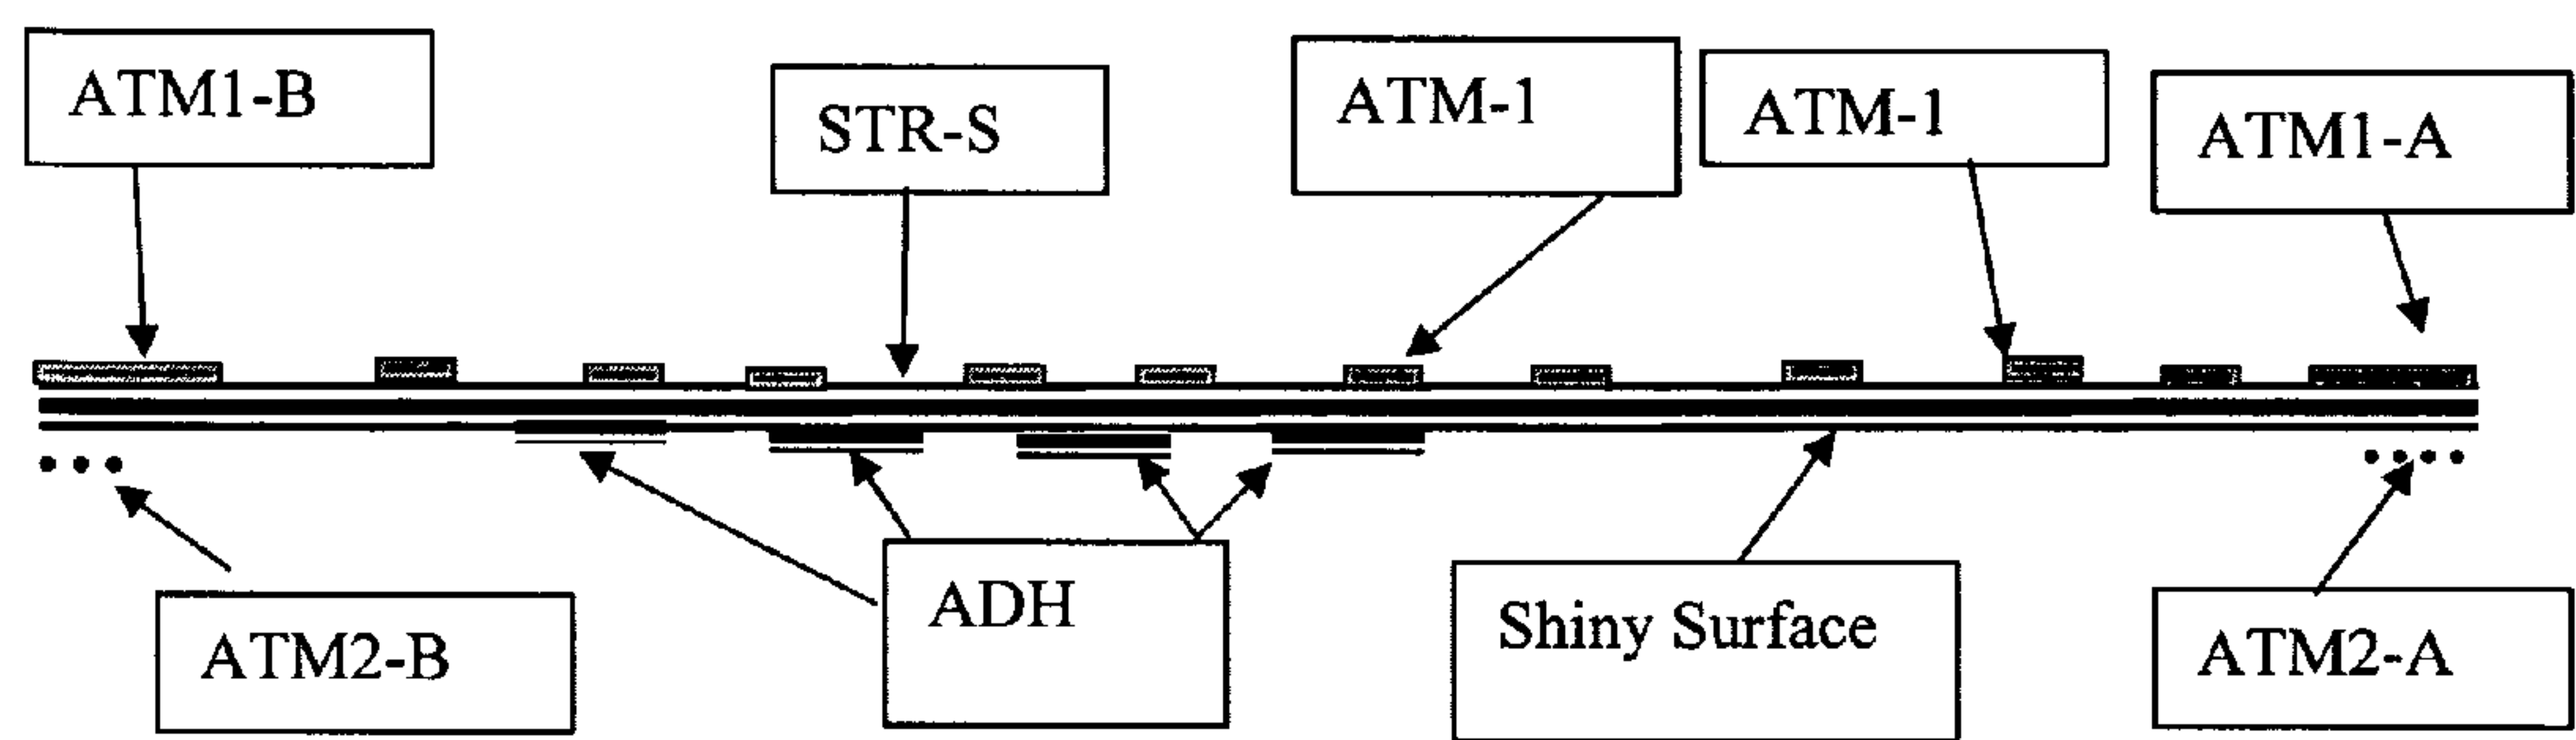 ATM1-B
STR-S
ATM-1
ATM-1
ATM1-A
ATM2-B
ADH
Shiny Surface
ATM2-A